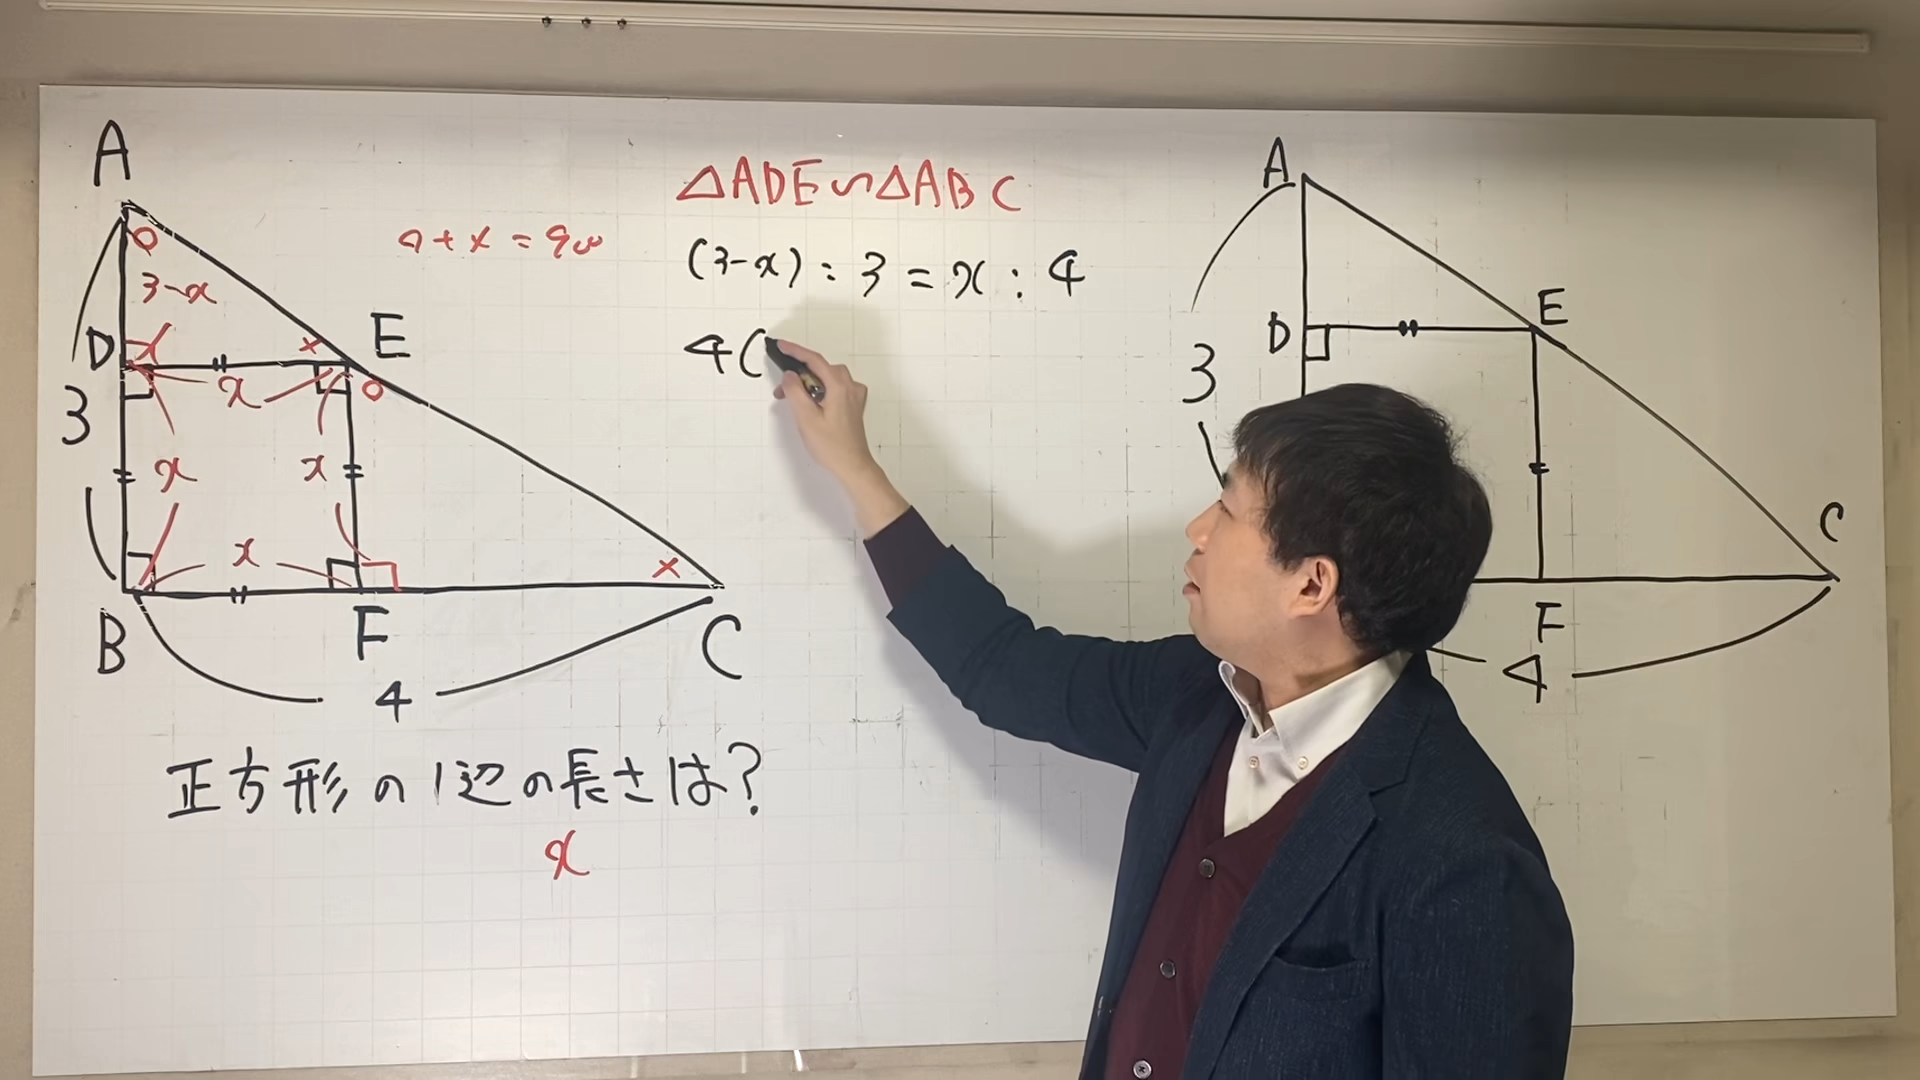 A
○
3-x
D
×
E
x
○
3
x
x
x
×
B
F
C
4
正方形の1辺の長さは?
x
○+×=90
△ADE∽△ABC
(3-x):3=x:4
4(
A
D
E
3
C
F
4